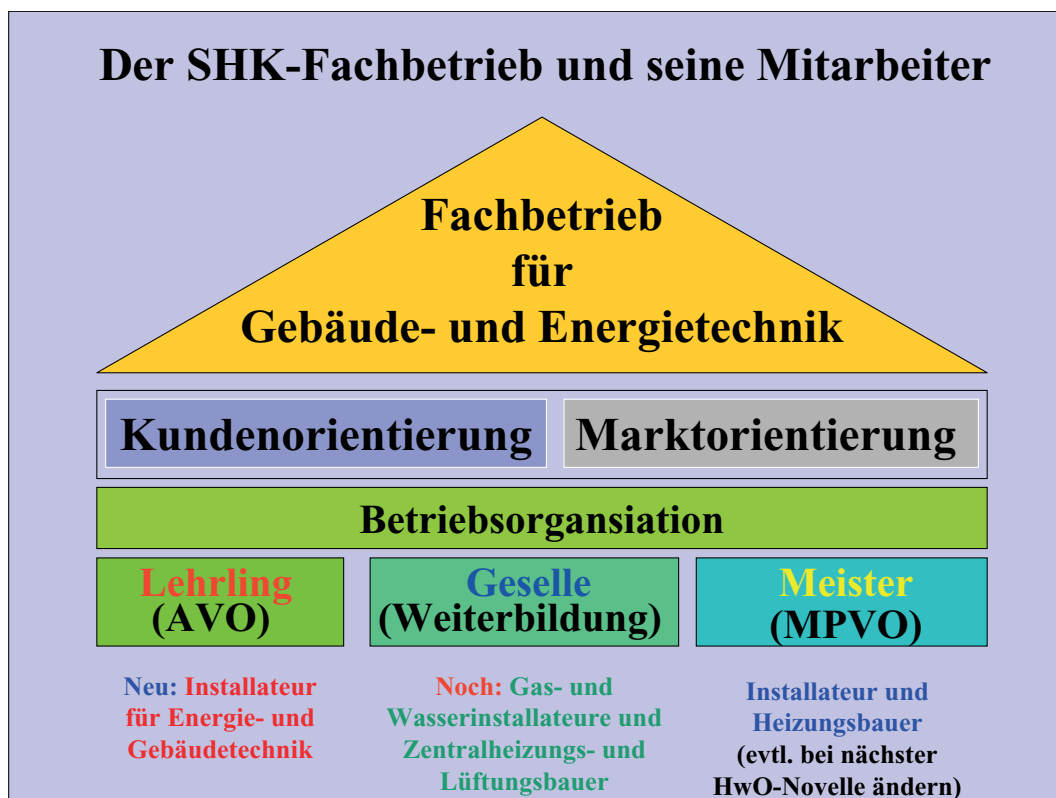 Der SHK-Fachbetrieb und seine Mitarbeiter
Fachbetrieb
für
Gebäude- und Energietechnik
Kundenorientierung
Marktorientierung
Betriebsorgansiation
Lehrling
(AVO)
Geselle
(Weiterbildung)
Meister
(MPVO)
Neu: Installateur
für Energie- und
Gebäudetechnik
Noch: Gas- und
Wasserinstallateure und
Zentralheizungs- und
Lüftungsbauer
Installateur und
Heizungsbauer
(evtl. bei nächster
HwO-Novelle ändern)